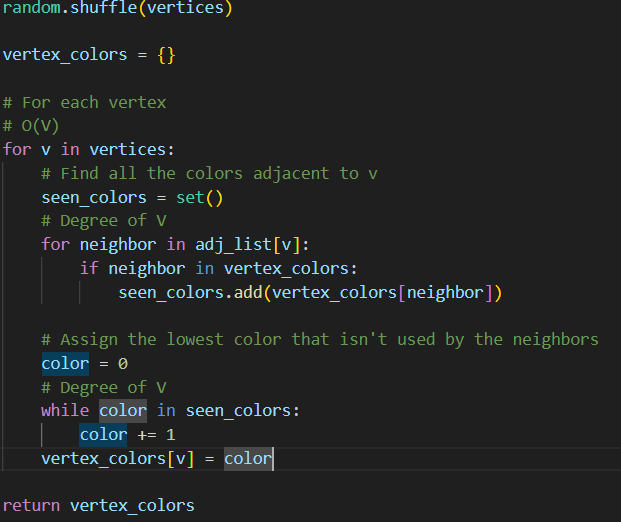 random.shuffle(vertices)
vertex_colors = {}
# For each vertex
# O(V)
for v in vertices:
# Find all the colors adjacent to v
seen_colors = set()
# Degree of V
for neighbor in adj_list[v]:
if neighbor in vertex_colors:
seen_colors.add(vertex_colors[neighbor])
# Assign the lowest color that isn't used by the neighbors
color = 0
# Degree of V
while color in seen_colors:
color += 1
vertex_colors[v] = color
return vertex_colors